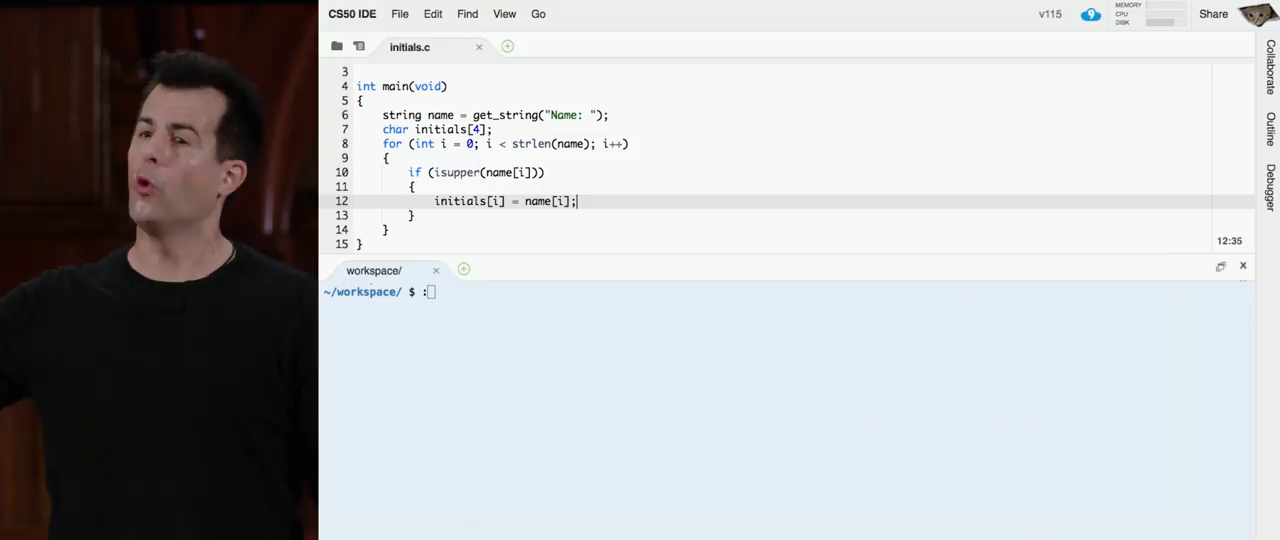 CS50 IDE File Edit Find View Go v115 9 MEMORY CPU DISK Share
initials.c
3
4 int main(void)
5 {
6 string name = get_string("Name: ");
7 char initials[4];
8 for (int i = 0; i < strlen(name); i++)
9 {
10 if (isupper(name[i]))
11 {
12 initials[i] = name[i];
13 }
14 }
15 }
12:35
workspace/
~/workspace/ $ :
Collaborate
Outline
Debugger